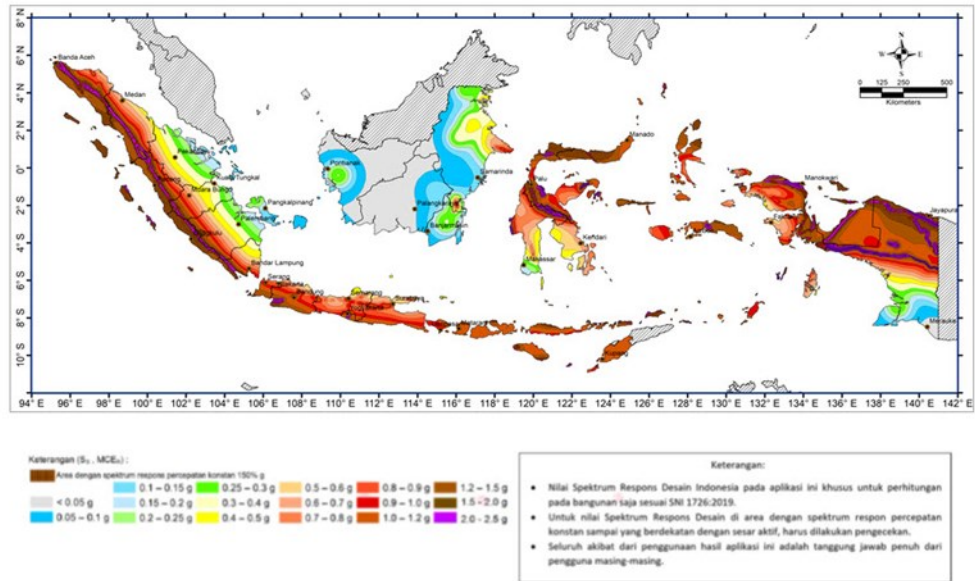 8° N
6° N
4° N
2° N
0°
2° S
4° S
6° S
8° S
10° S
94° E 96° E 98° E 100° E 102° E 104° E 106° E 108° E 110° E 112° E 114° E 116° E 118° E 120° E 122° E 124° E 126° E 128° E 130° E 132° E 134° E 136° E 138° E 140° E 142° E
N
W E
S
0 125 250 500
Kilometers
Banda Aceh
Medan
Manado
Pontianak
Samarinda
Palu
Manokwari
Jayapura
Muara Bungo
Pangkalpinang
Palembang
Banjarmasin
Kendari
Makassar
Bandar Lampung
Serang
Semarang
Surabaya
Kupang
Merauke
Keterangan (S₁ , MCEᵣ) :
Area dengan spektrum respons percepatan konstan 150% g
0.1 – 0.15 g 0.25 – 0.3 g 0.5 – 0.6 g 0.8 – 0.9 g 1.2 – 1.5 g
< 0.05 g 0.15 – 0.2 g 0.3 – 0.4 g 0.6 – 0.7 g 0.9 – 1.0 g 1.5 - 2.0 g
0.05 – 0.1 g 0.2 – 0.25 g 0.4 – 0.5 g 0.7 – 0.8 g 1.0 – 1.2 g 2.0 - 2.5 g
Keterangan:
• Nilai Spektrum Respons Desain Indonesia pada aplikasi ini khusus untuk perhitungan
pada bangunan saja sesuai SNI 1726:2019.
• Untuk nilai Spektrum Respons Desain di area dengan spektrum respon percepatan
konstan sampai yang berdekatan dengan sesar aktif, harus dilakukan pengecekan.
• Seluruh akibat dari penggunaan hasil aplikasi ini adalah tanggung jawab penuh dari
pengguna masing-masing.